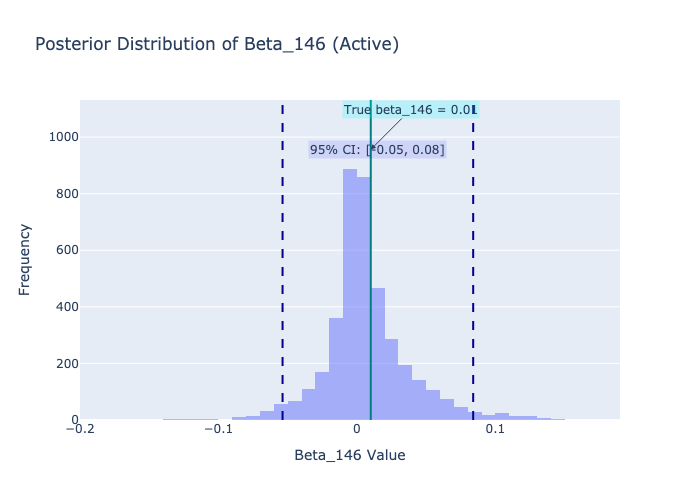 Posterior Distribution of Beta_146 (Active)
True beta_146 = 0.01
95% CI: [-0.05, 0.08]
1000
800
600
400
200
0
−0.2
−0.1
0
0.1
Frequency
Beta_146 Value